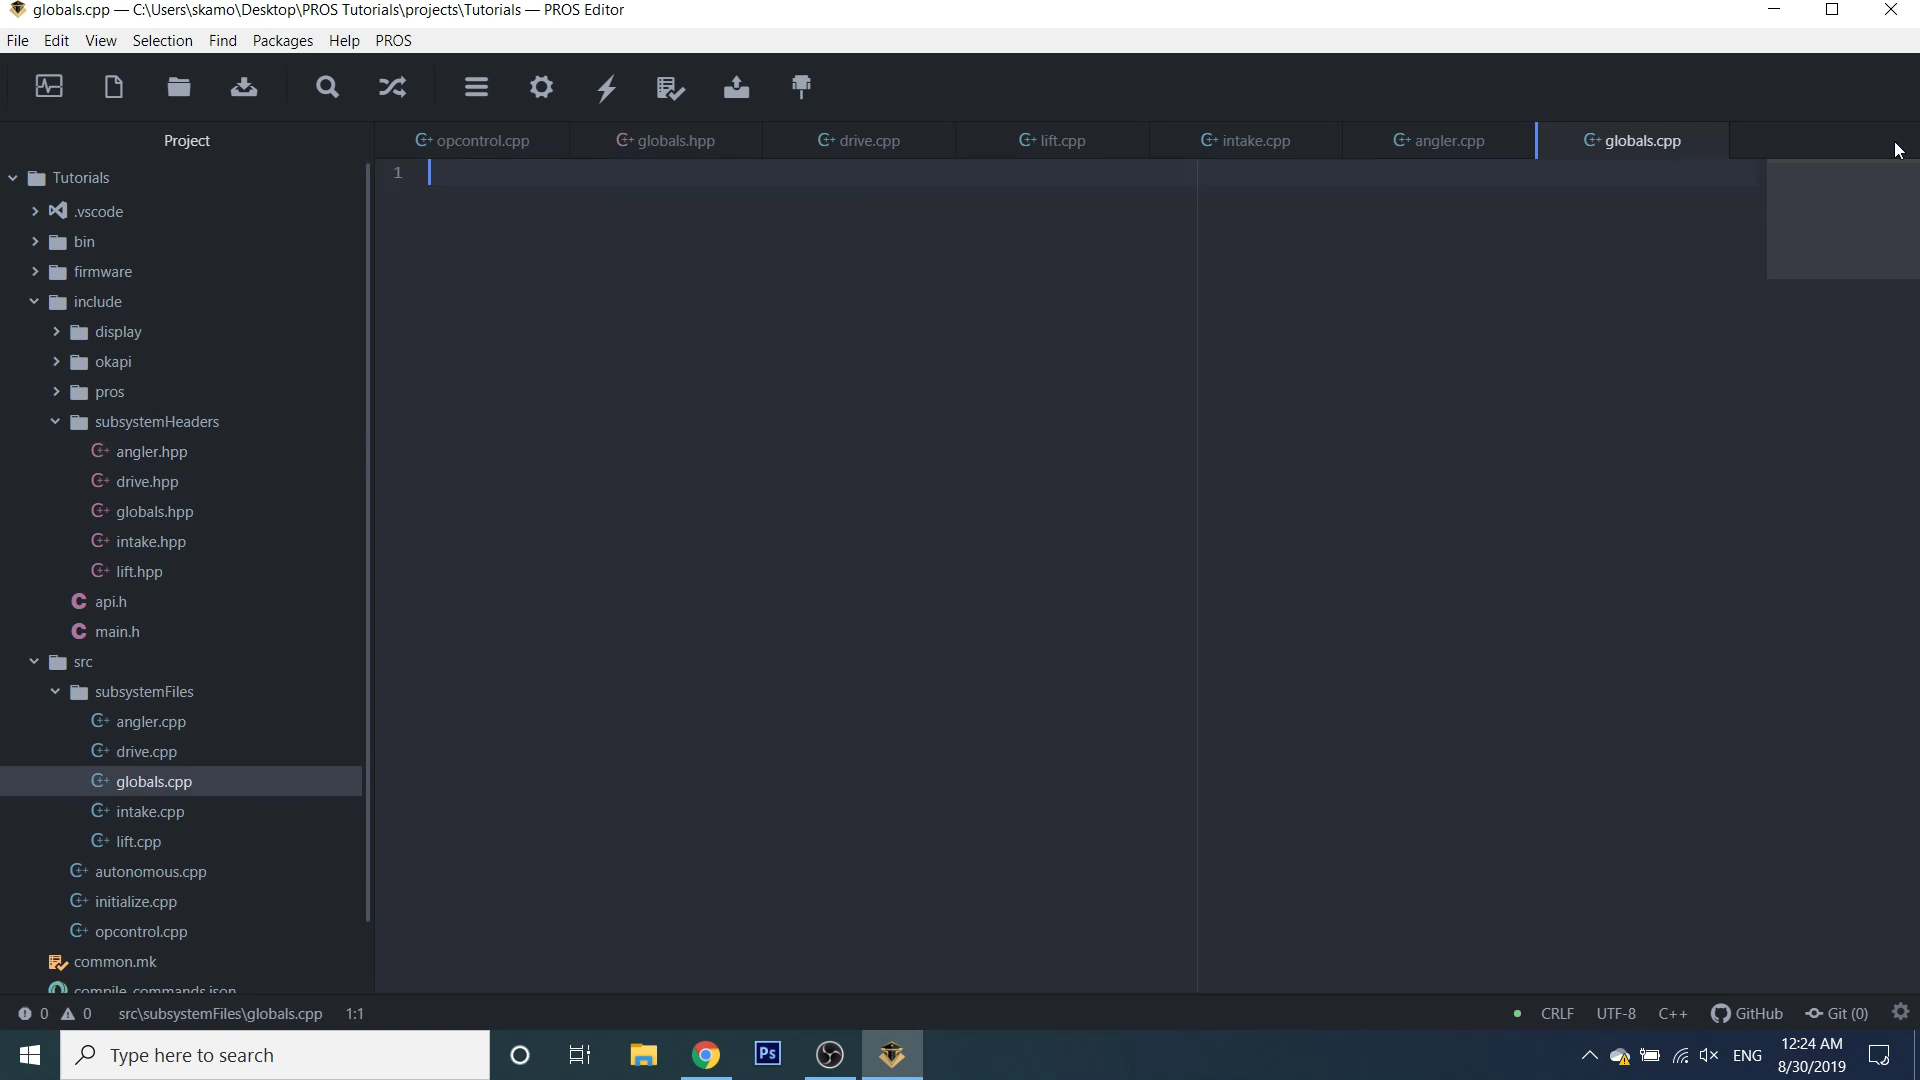 globals.cpp — C:\Users\skamo\Desktop\PROS Tutorials\projects\Tutorials — PROS Editor
File Edit View Selection Find Packages Help PROS
Project
opcontrol.cpp globals.hpp drive.cpp lift.cpp intake.cpp angler.cpp globals.cpp
1
Tutorials
.vscode
bin
firmware
include
display
okapi
pros
subsystemHeaders
angler.hpp
drive.hpp
globals.hpp
intake.hpp
lift.hpp
api.h
main.h
src
subsystemFiles
angler.cpp
drive.cpp
globals.cpp
intake.cpp
lift.cpp
autonomous.cpp
initialize.cpp
opcontrol.cpp
common.mk
compile_commands.json
0 0 src\subsystemFiles\globals.cpp 1:1 CRLF UTF-8 C++ GitHub Git (0)
Type here to search
Ps
ENG
12:24 AM
8/30/2019